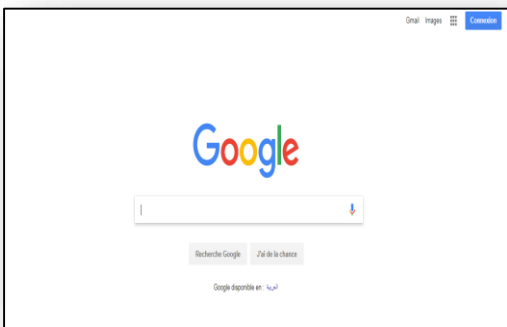 Gmail Images Connexion
Google
Recherche Google J'ai de la chance
Google disponible en : العربية